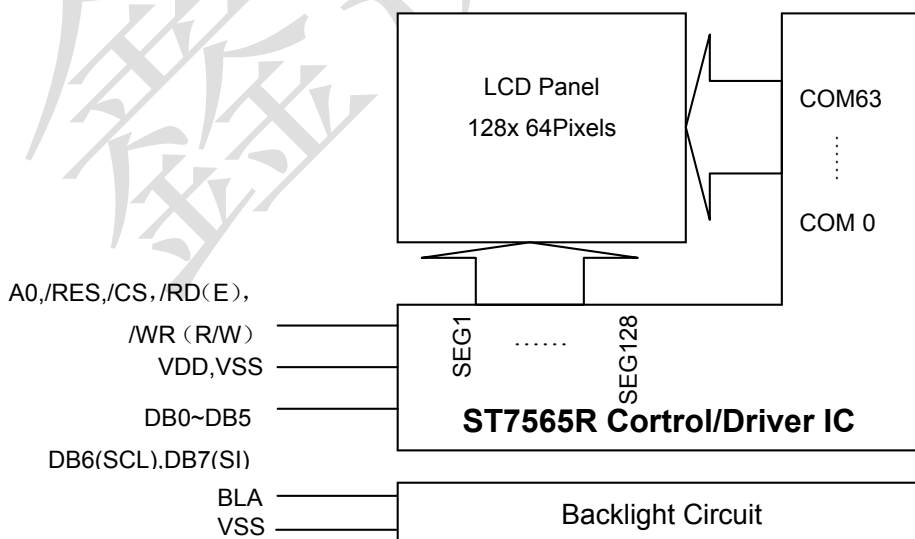 LCD Panel
128x 64Pixels
COM63
......
COM 0
A0,/RES,/CS,/RD(E),
/WR(R/W)
VDD,VSS
DB0~DB5
DB6(SCL),DB7(SI)
SEG1
......
SEG128
ST7565R Cortrol/Driver IC
BLA
VSS
Backlight Circuit
鑫